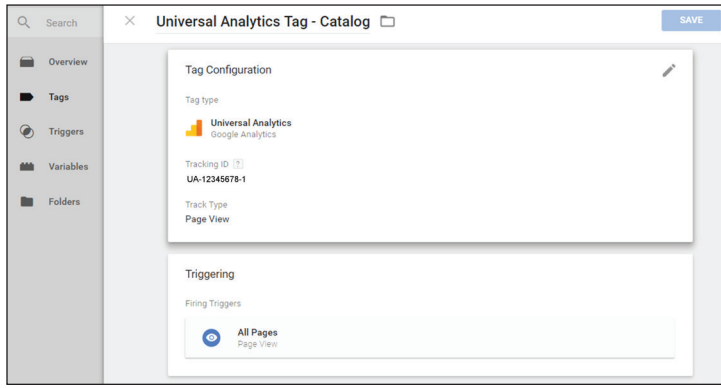 Search
Universal Analytics Tag - Catalog
SAVE
Overview
Tags
Triggers
Variables
Folders
Tag Configuration
Tag type
Universal Analytics
Google Analytics
Tracking ID ?
UA-12345678-1
Track Type
Page View
Triggering
Firing Triggers
All Pages
Page View